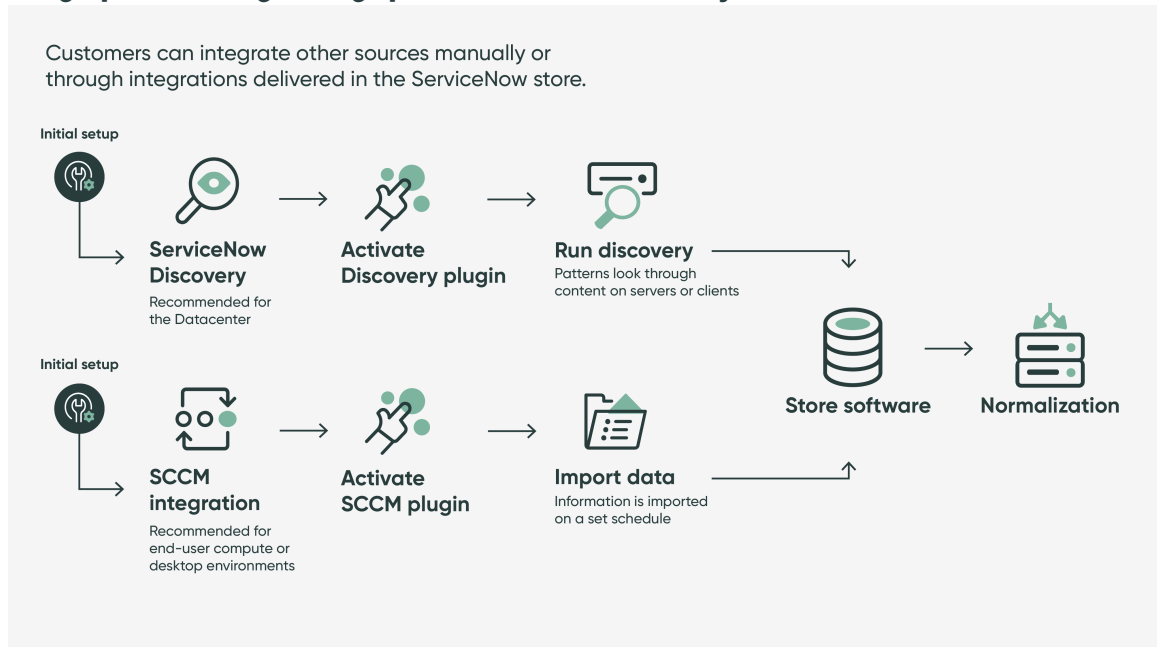 Customers can integrate other sources manually or
through integrations delivered in the ServiceNow store.
Initial setup
ServiceNow
Discovery
Recommended for
the Datacenter
Activate
Discovery plugin
Run discovery
Patterns look through
content on servers or clients
Initial setup
SCCM
integration
Recommended for
end-user compute or
desktop environments
Activate
SCCM plugin
Import data
Information is imported
on a set schedule
Store software
Normalization